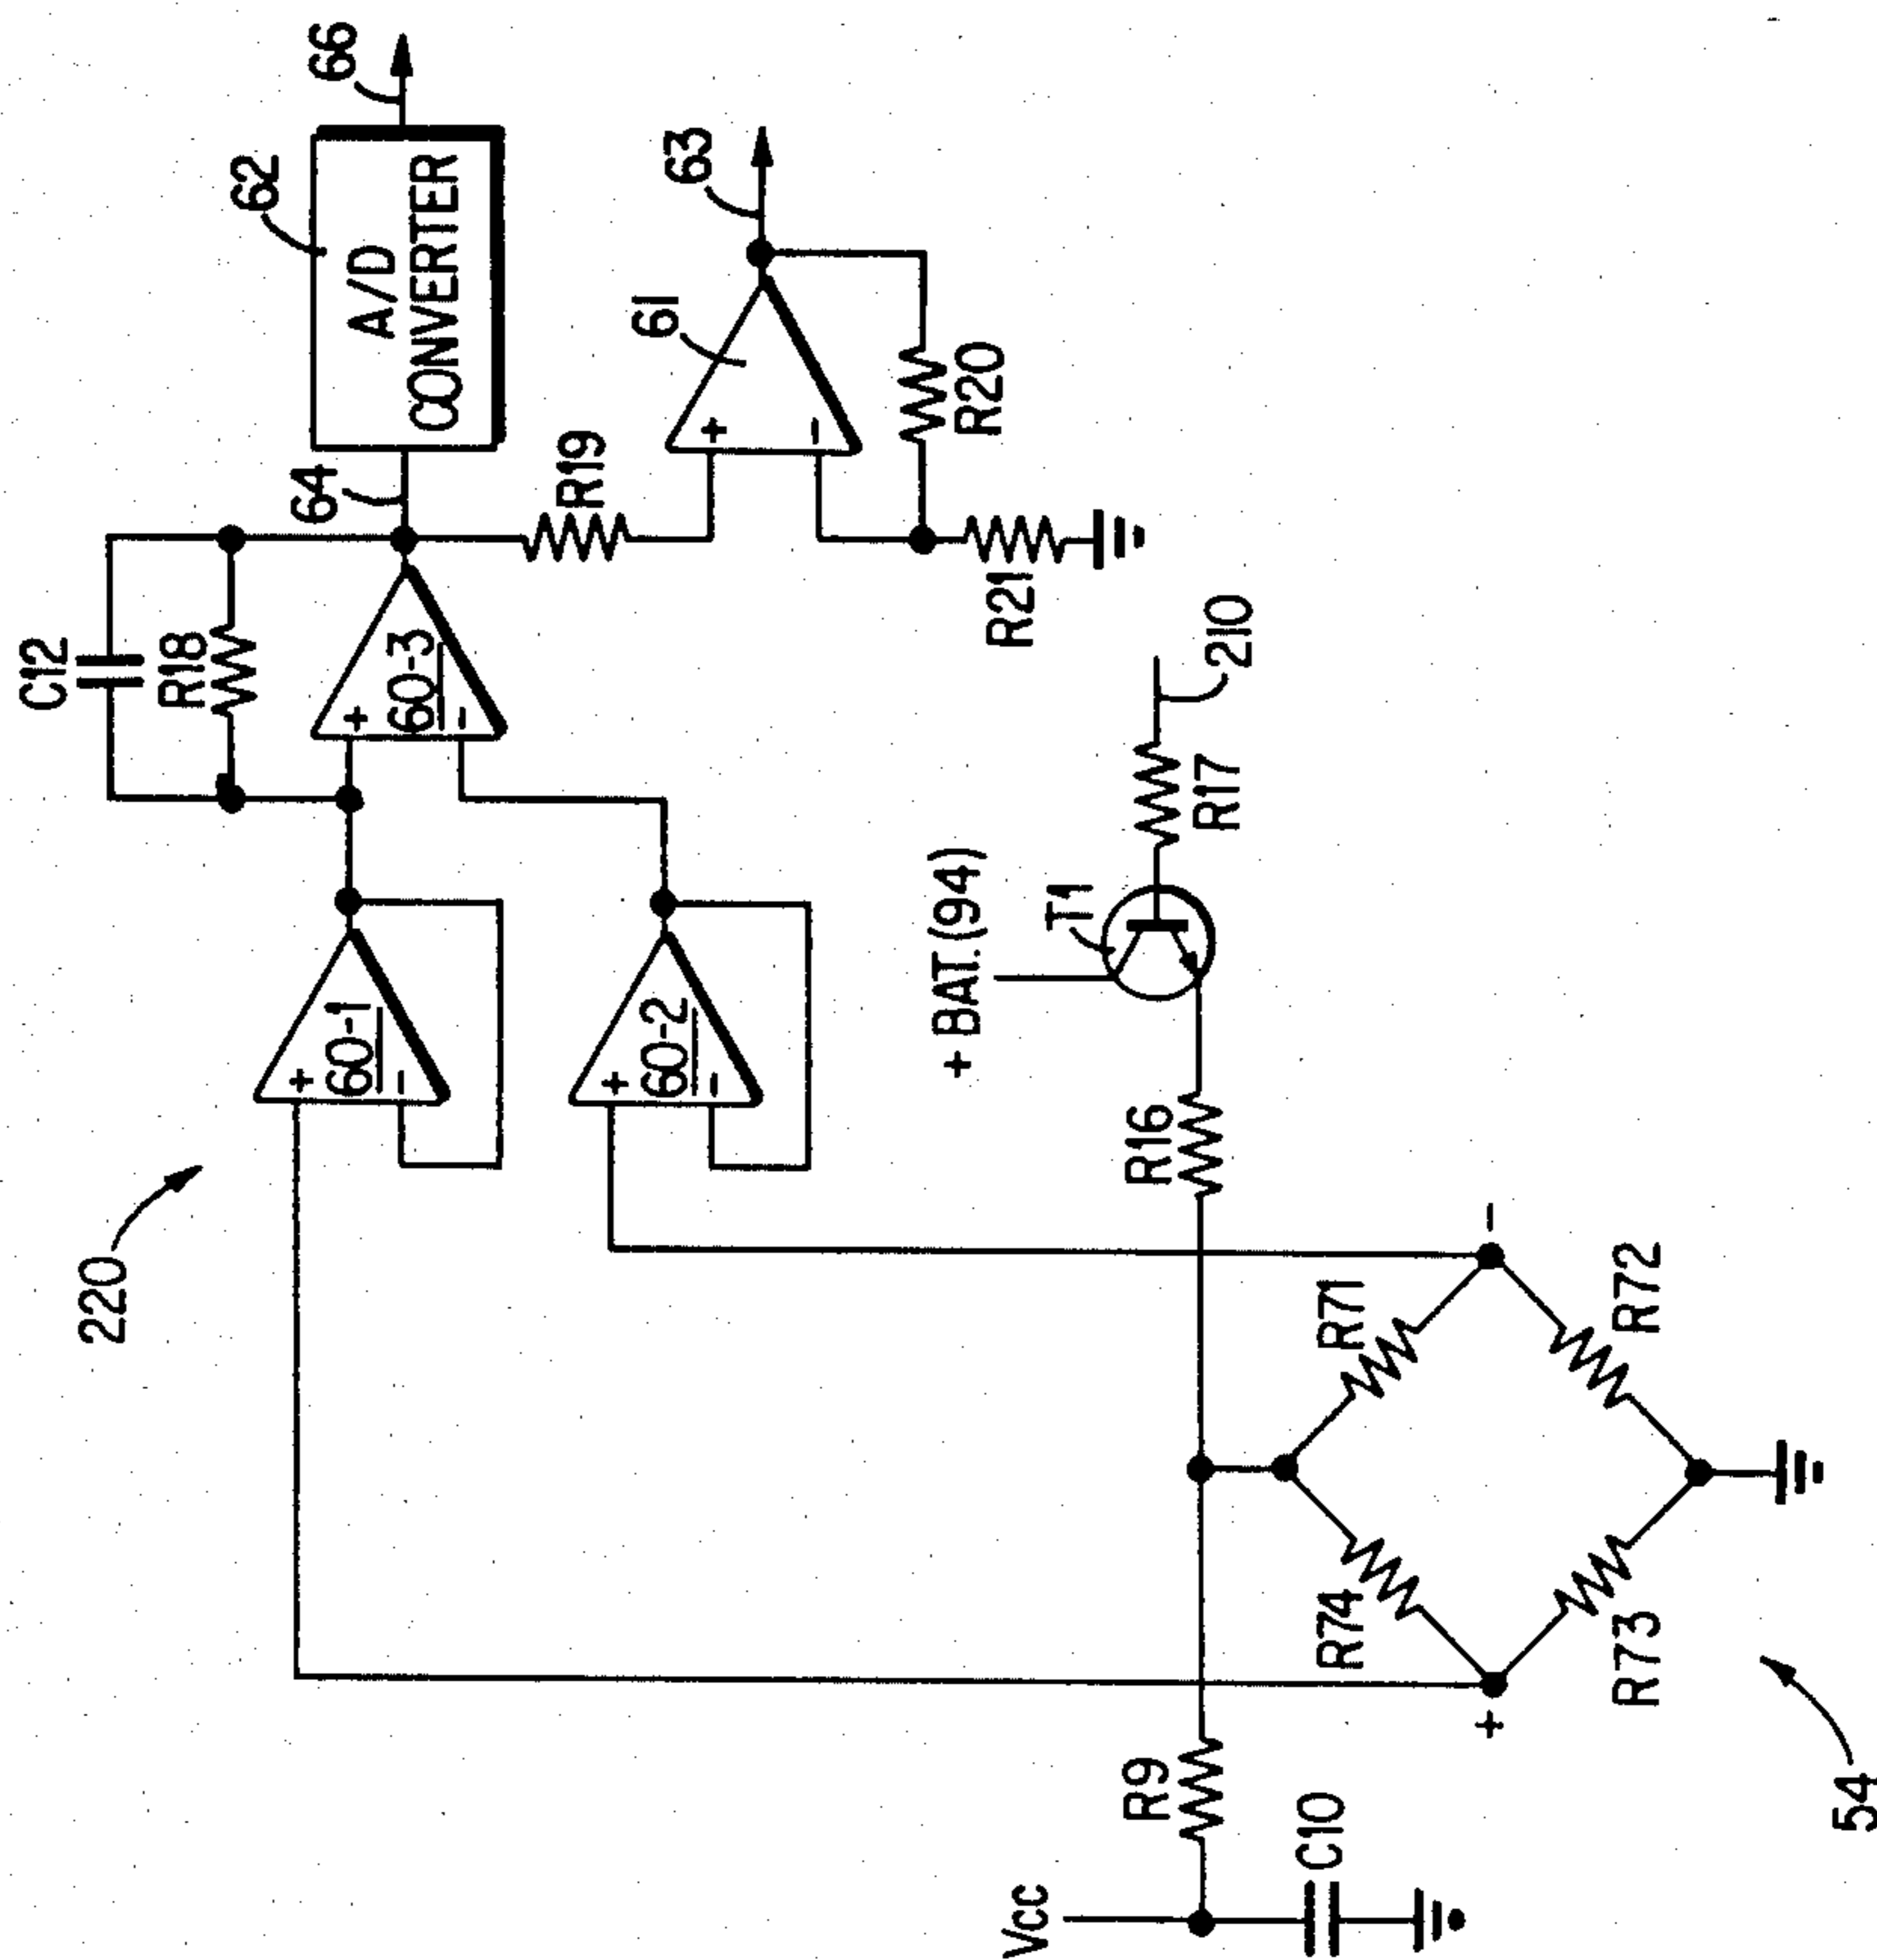 220
C12
R18
60-1
+
-
60-2
+
-
60-3
+
-
64
62
A/D
CONVERTER
66
R19
61
+
-
63
R20
R21
+BAT.(94)
T1
R17
210
R16
Vcc
C10
R9
R74
R71
+
-
R73
R72
54